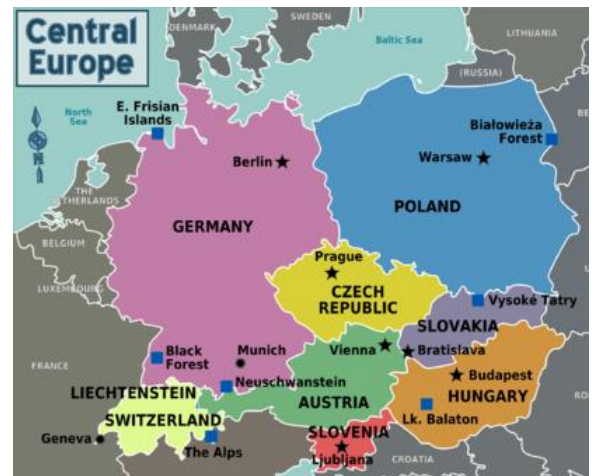 Central
Europe
DENMARK
SWEDEN
Baltic Sea
LITHUANIA
(RUSSIA)
North
Sea
E. Frisian
Islands
Białowieża
Forest
BE
Berlin
Warsaw
THE
NETHERLANDS
GERMANY
POLAND
BELGIUM
Prague
LUXEMBOURG
CZECH
REPUBLIC
Vysoké Tatry
SLOVAKIA
FRANCE
Black
Forest
Munich
Vienna
Bratislava
Neuschwanstein
Budapest
LIECHTENSTEIN
AUSTRIA
HUNGARY
SWITZERLAND
Lk. Balaton
SLOVENIA
Geneva
The Alps
Ljubljana
CROATIA